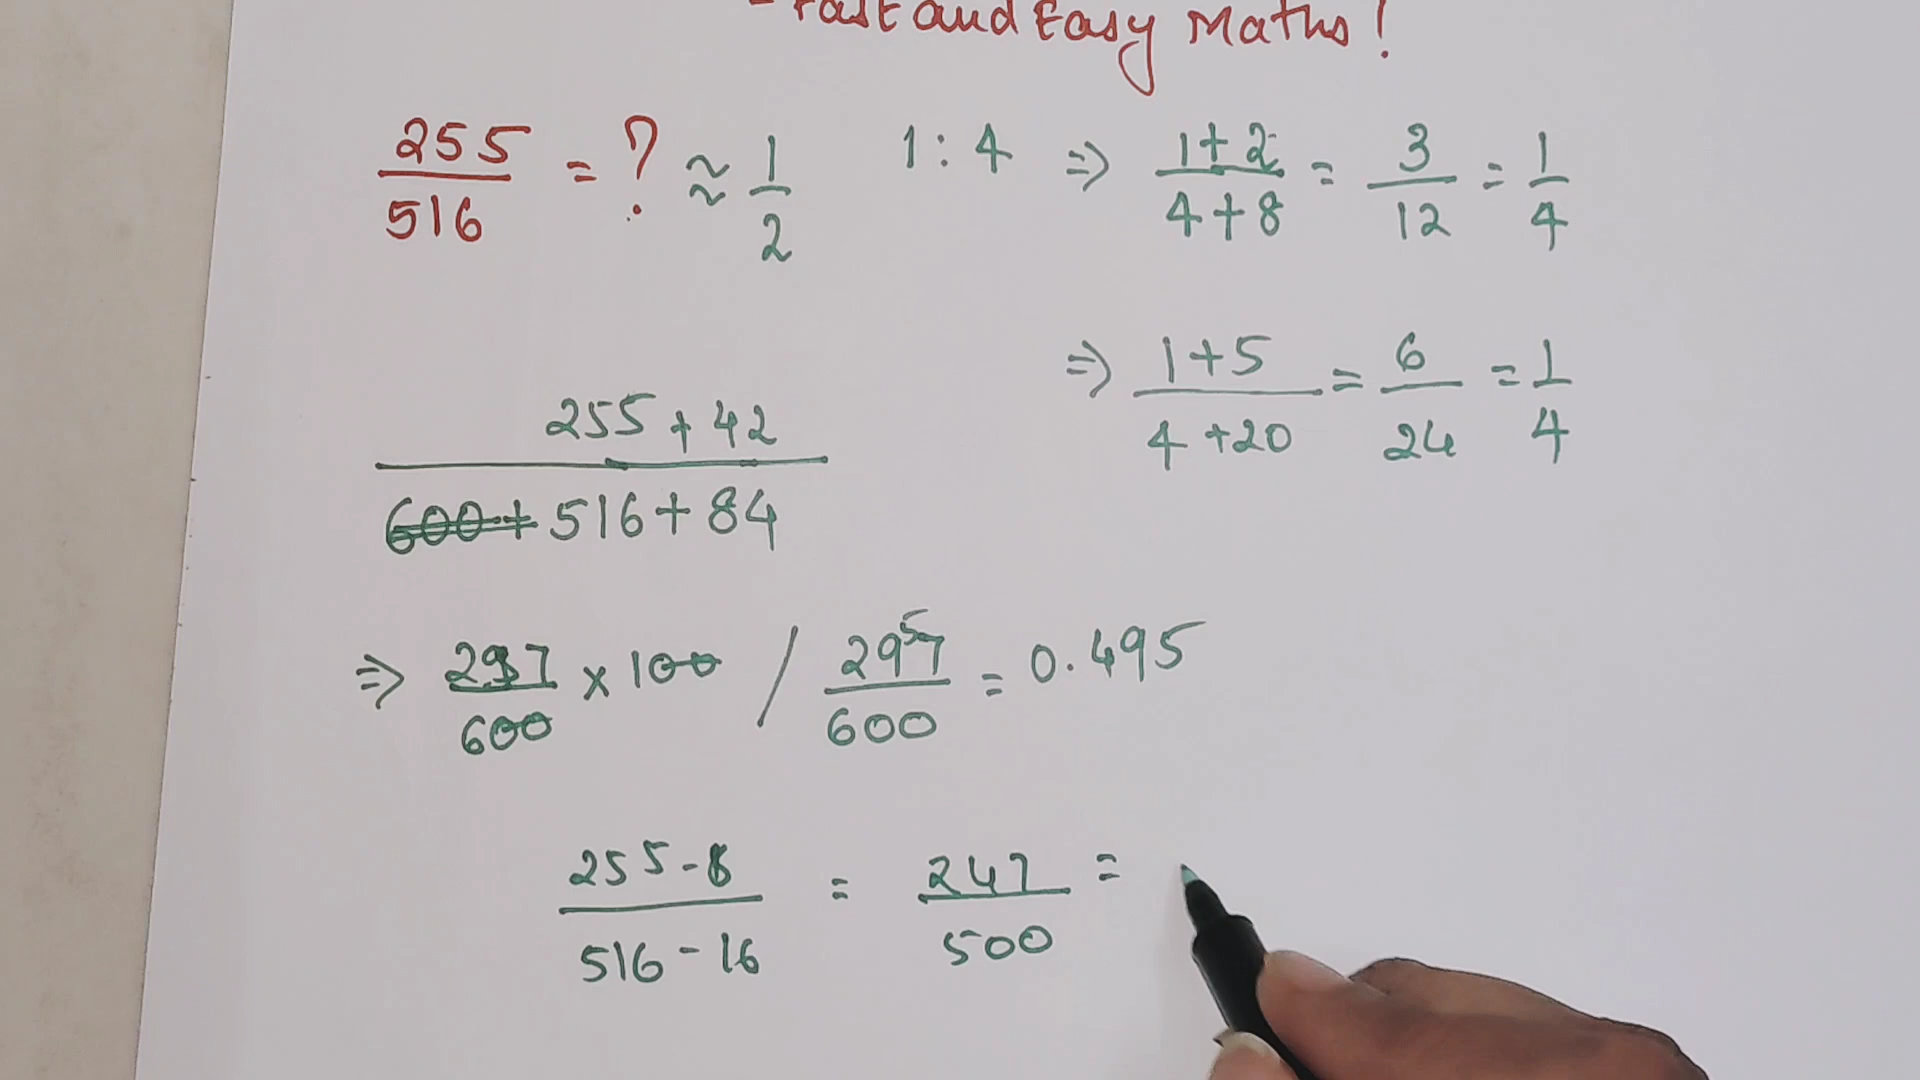 - Fast and Easy Maths!
255/516 = ? ≈ 1/2
1 : 4 ⇒ (1+2)/(4+8) = 3/12 = 1/4
⇒ (1+5)/(4+20) = 6/24 = 1/4
255 + 42
600 + 516 + 84
⇒ 297/600 × 100 / 297/600 = 0.495
(255-8)/(516-16) = 247/500 =